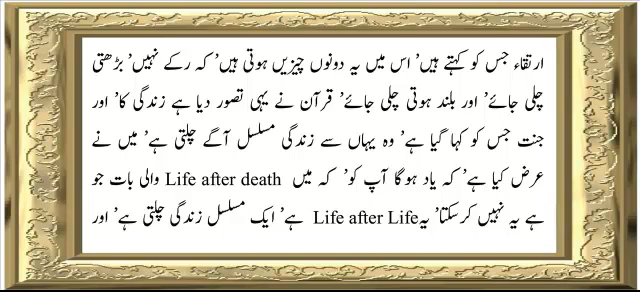 ارتقاء جس کو کہتے ہیں’ اس میں یہ دونوں چیزیں ہوتی ہیں’ کہ رکے نہیں’ بڑھتی
چلی جائے’ اور بلند ہوتی چلی جائے’ قرآن نے یہی تصور دیا ہے زندگی کا’ اور
جنت جس کو کہا گیا ہے’ وہ یہاں سے زندگی مسلسل آگے چلتی ہے’ میں نے
عرض کیا ہے’ کہ یاد ہوگا آپ کو’ کہ میں Life after death والی بات جو
ہے یہ نہیں کرسکتا’ یہ Life after Life ہے’ ایک مسلسل زندگی چلتی ہے’ اور